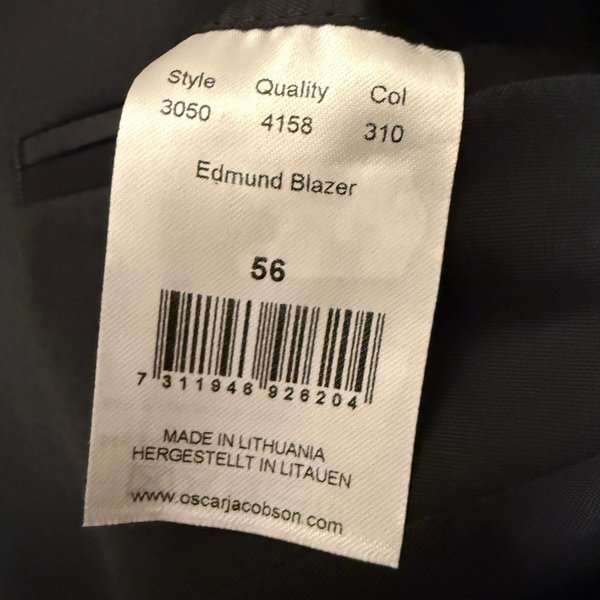 Style Quality Col
3050 4158 310
Edmund Blazer
56
7 311946 926204
MADE IN LITHUANIA
HERGESTELLT IN LITAUEN
www.oscarjacobson.com